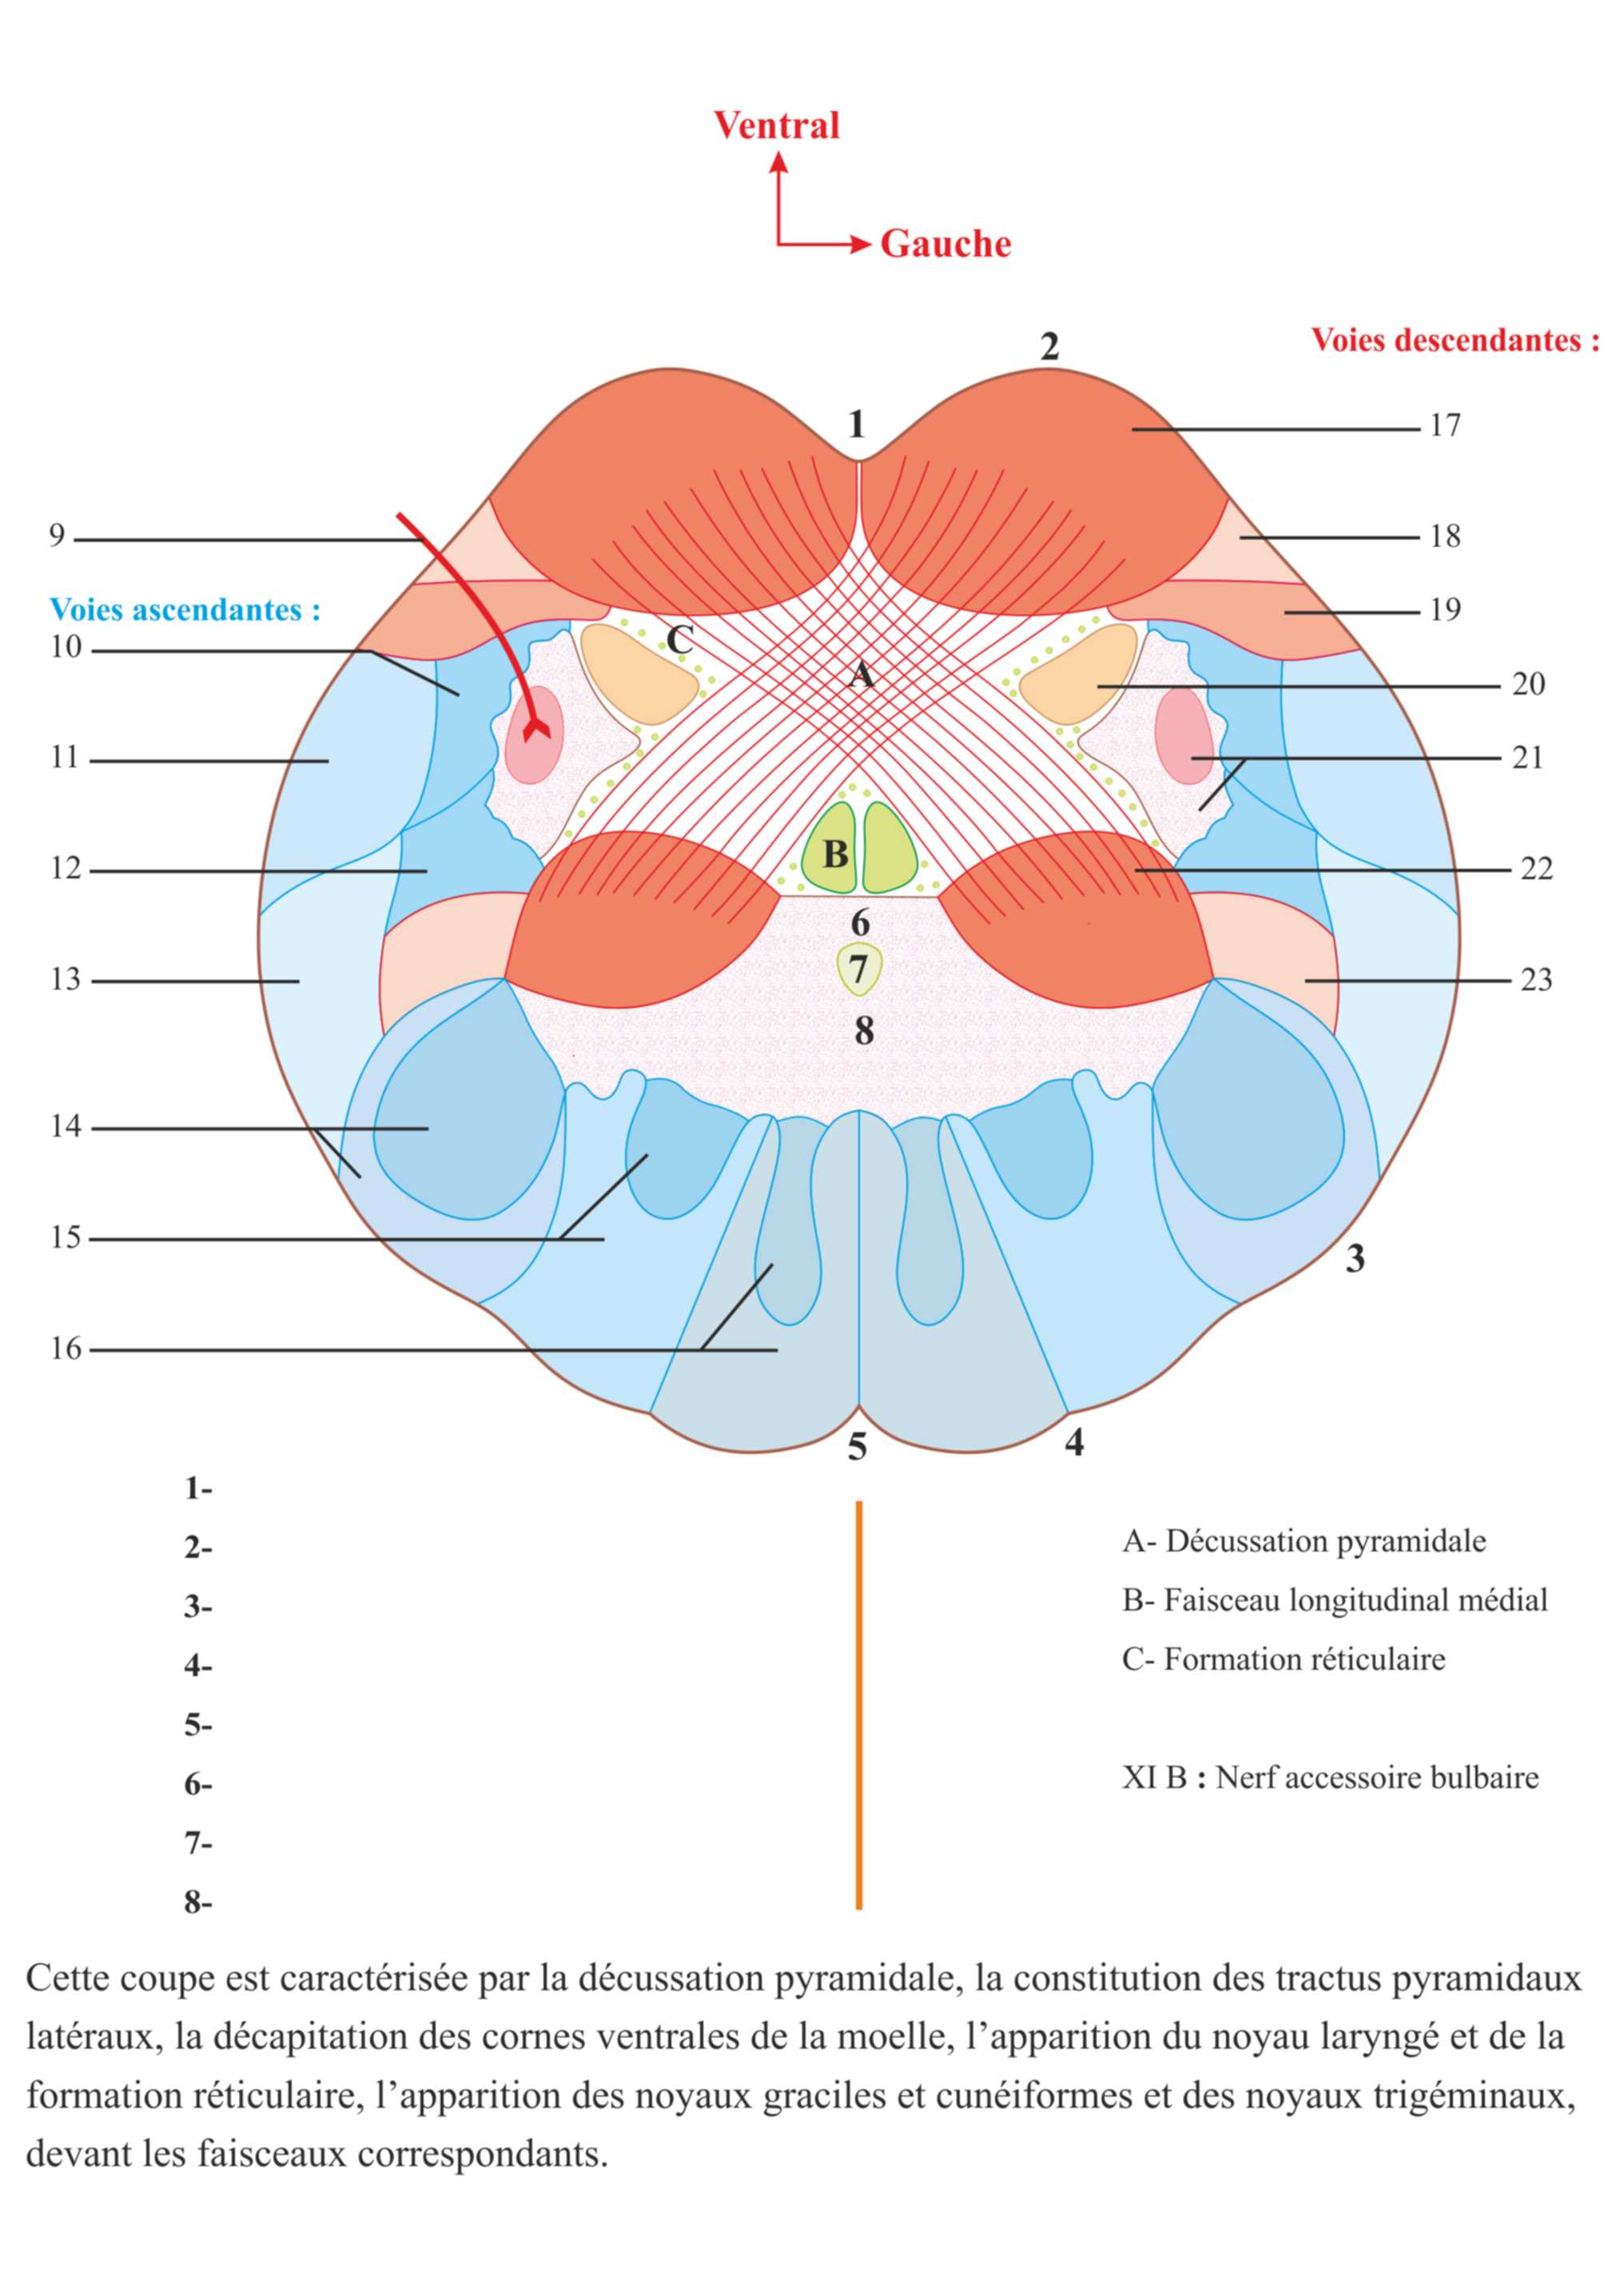 Ventral
Gauche
2
Voies descendantes :
1
17
9
18
Voies ascendantes :
19
10
C
A
20
11
21
B
12
22
6
7
13
23
8
14
15
3
16
5
4
1-
2-
3-
4-
5-
6-
7-
8-
A- Décussation pyramidale
B- Faisceau longitudinal médial
C- Formation réticulaire
XI B : Nerf accessoire bulbaire
Cette coupe est caractérisée par la décussation pyramidale, la constitution des tractus pyramidaux
latéraux, la décapitation des cornes ventrales de la moelle, l’apparition du noyau laryngé et de la
formation réticulaire, l’apparition des noyaux graciles et cunéiformes et des noyaux trigéminaux,
devant les faisceaux correspondants.